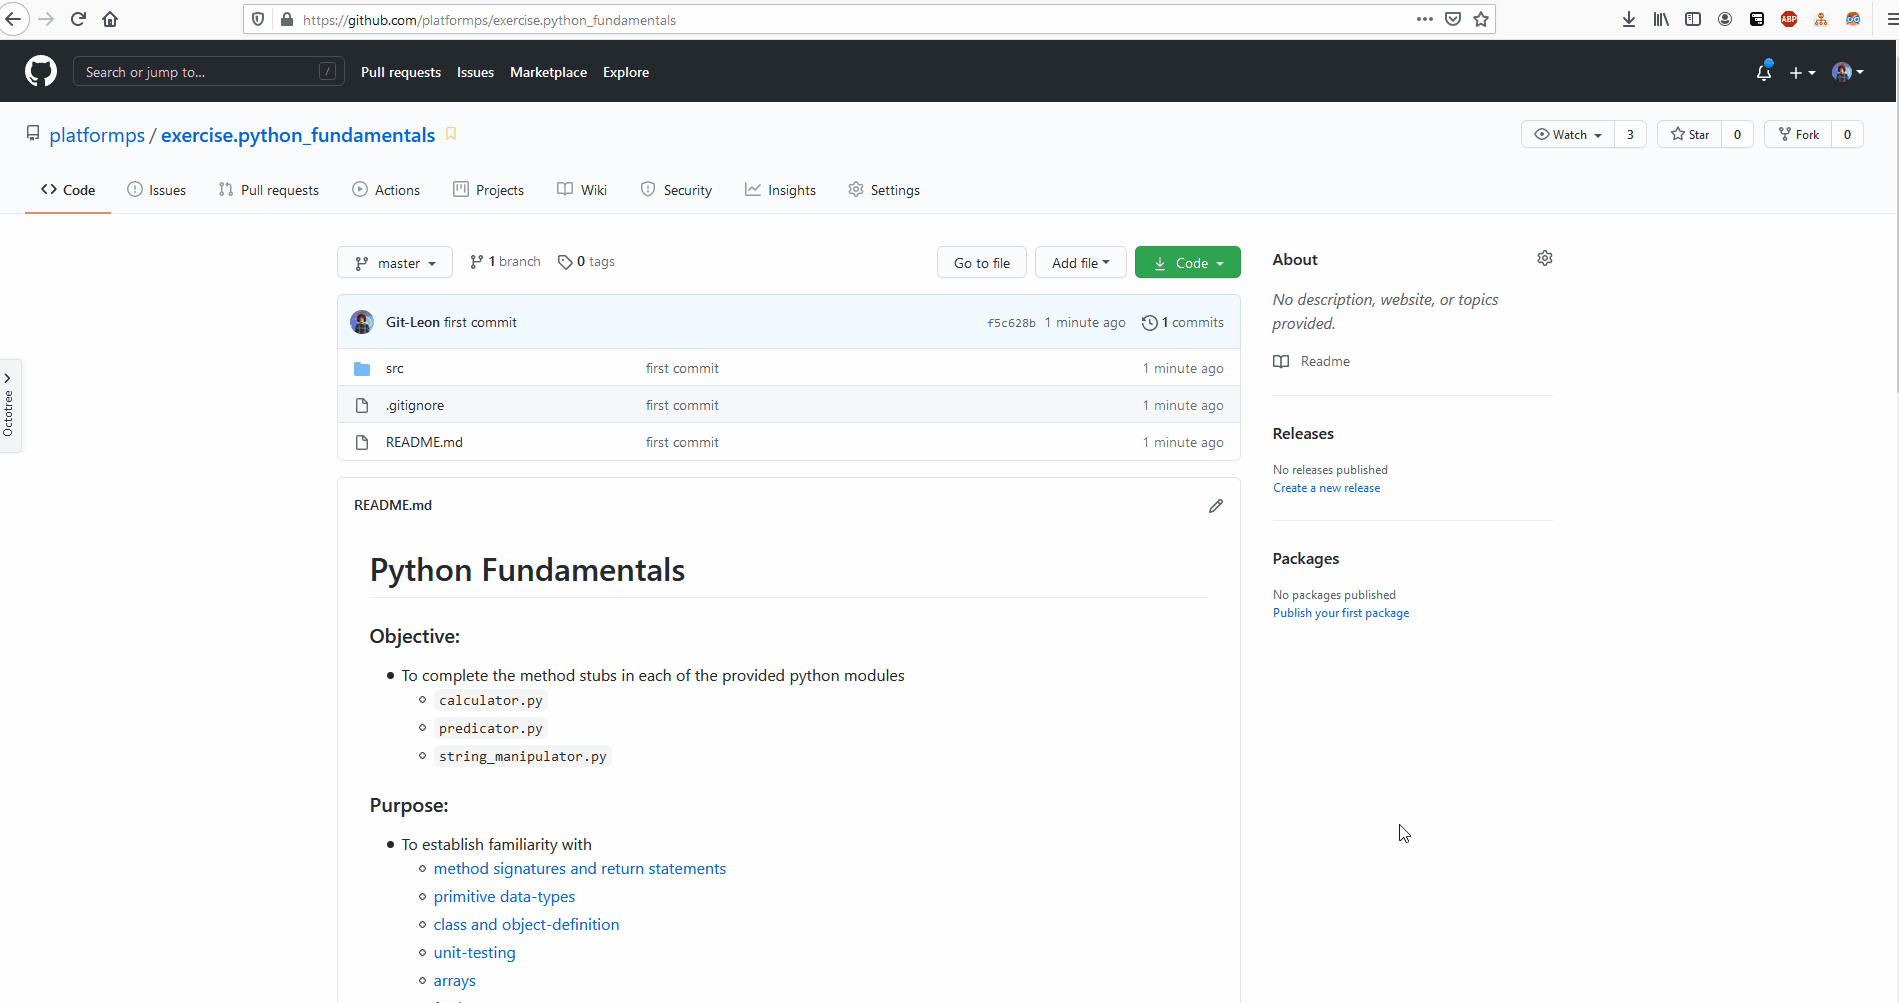 https://github.com/platformps/exercise.python_fundamentals
ABP
Search or jump to... /
Pull requests Issues Marketplace Explore
platformps / exercise.python_fundamentals
Watch 3 Star 0 Fork 0
Code Issues Pull requests Actions Projects Wiki Security Insights Settings
master 1 branch 0 tags Go to file Add file Code
Git-Leon first commit f5c628b 1 minute ago 1 commits
src first commit 1 minute ago
.gitignore first commit 1 minute ago
README.md first commit 1 minute ago
Octotree
README.md
Python Fundamentals
Objective:
To complete the method stubs in each of the provided python modules
calculator.py
predicator.py
string_manipulator.py
Purpose:
To establish familiarity with
method signatures and return statements
primitive data-types
class and object-definition
unit-testing
arrays
About
No description, website, or topics
provided.
Readme
Releases
No releases published
Create a new release
Packages
No packages published
Publish your first package